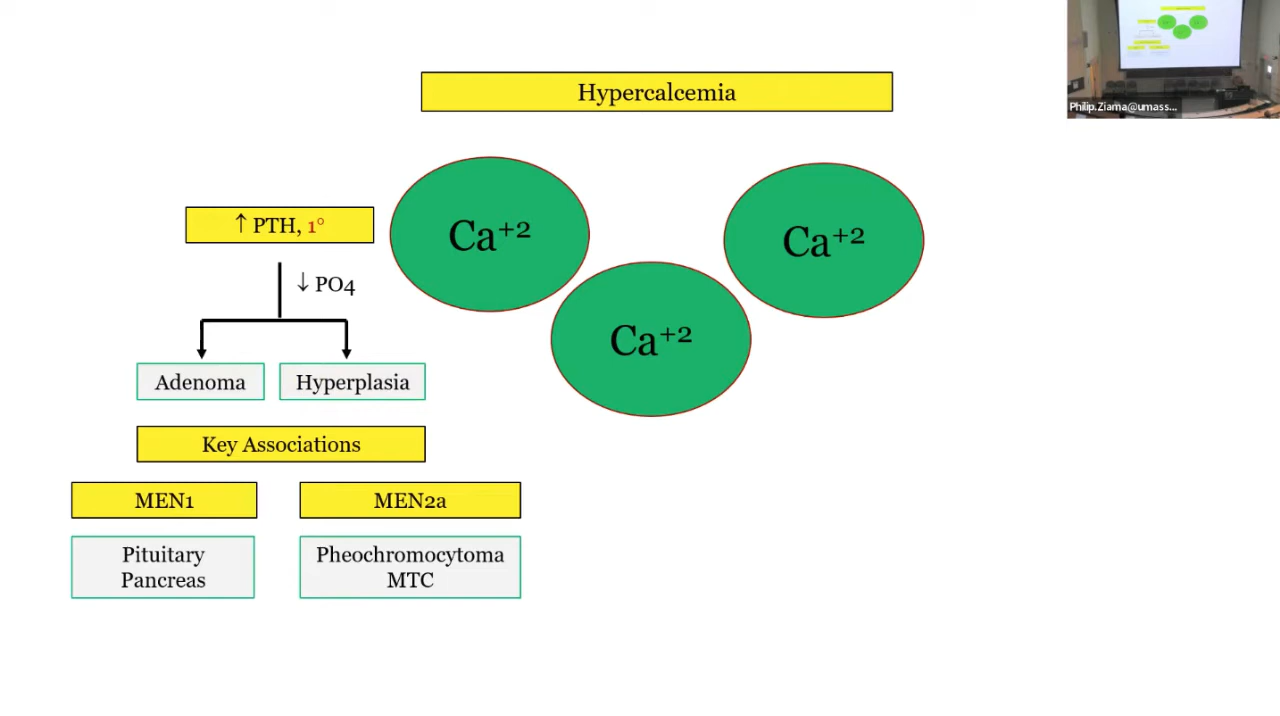 Hypercalcemia
Philip.Ziama@umass...
Ca+2
Ca+2
Ca+2
↑ PTH, 1°
↓ PO4
Adenoma
Hyperplasia
Key Associations
MEN1
MEN2a
Pituitary
Pancreas
Pheochromocytoma
MTC